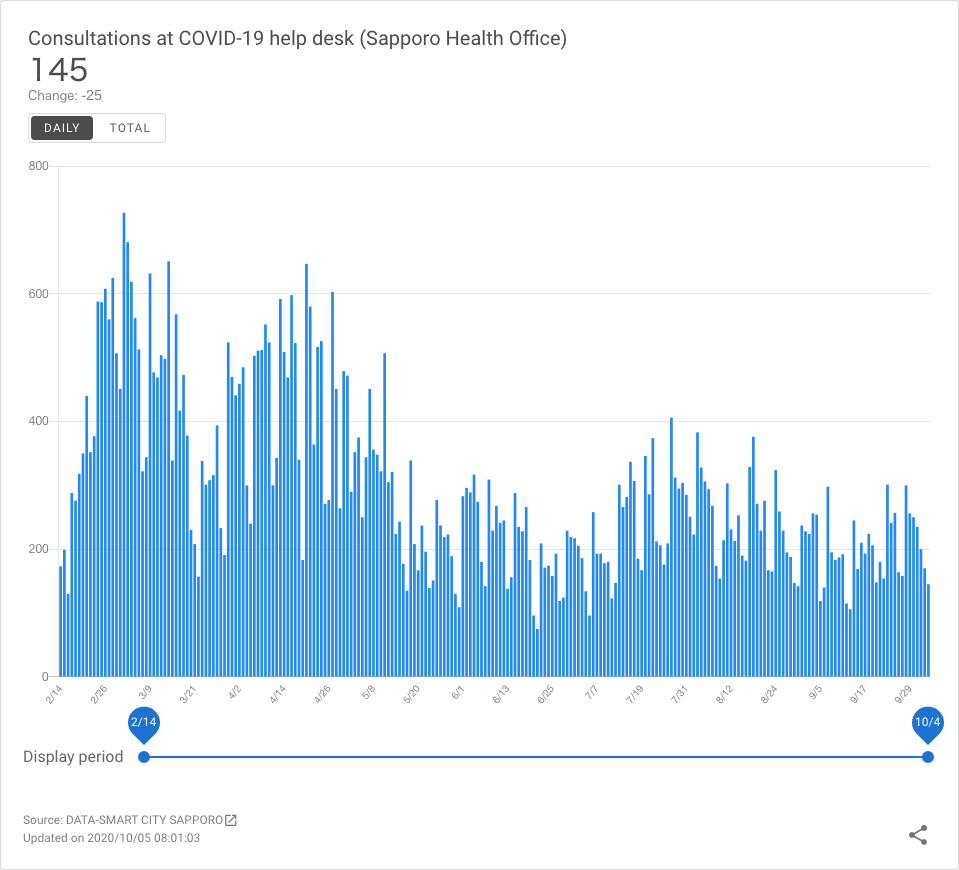 Consultations at COVID-19 help desk (Sapporo Health Office)
145
Change: -25
DAILY TOTAL
800
600
400
200
0
2/14 2/26 3/9 3/21 4/2 4/14 4/26 5/8 5/20 6/1 6/13 6/25 7/7 7/19 7/31 8/12 8/24 9/5 9/17 9/29
2/14 10/4
Display period
Source: DATA-SMART CITY SAPPORO
Updated on 2020/10/05 08:01:03